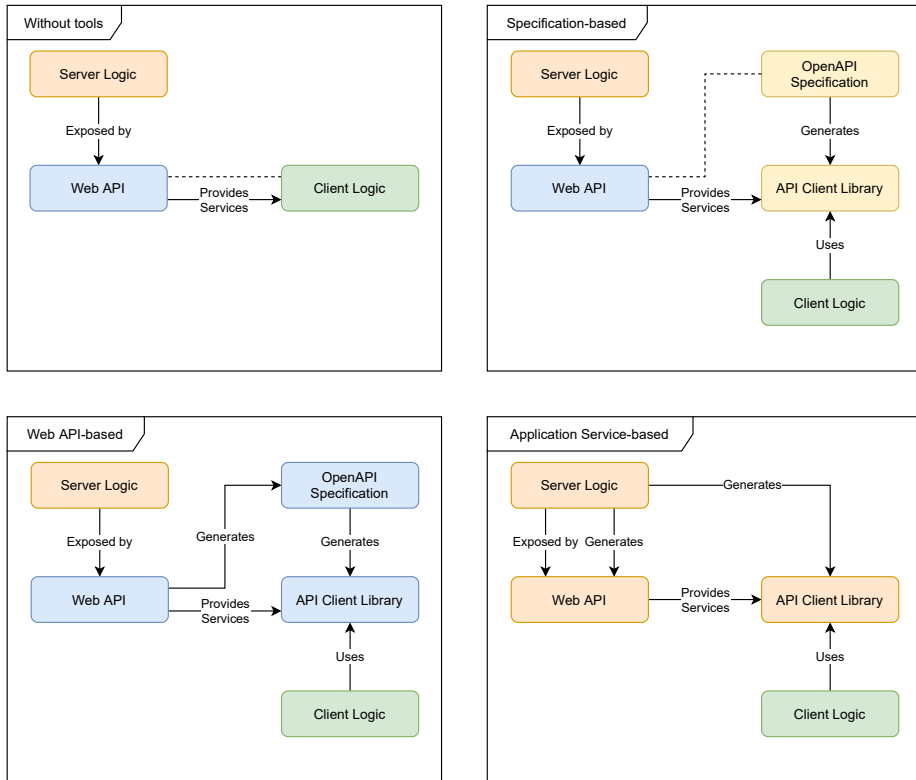 Without tools
Server Logic
Exposed by
Web API
Provides
Services
Client Logic
Specification-based
Server Logic
OpenAPI
Specification
Exposed by
Generates
Web API
Provides
Services
API Client Library
Uses
Client Logic
Web API-based
Server Logic
OpenAPI
Specification
Exposed by
Generates
Generates
Web API
Provides
Services
API Client Library
Uses
Client Logic
Application Service-based
Server Logic
Generates
Exposed by
Generates
Web API
Provides
Services
API Client Library
Uses
Client Logic